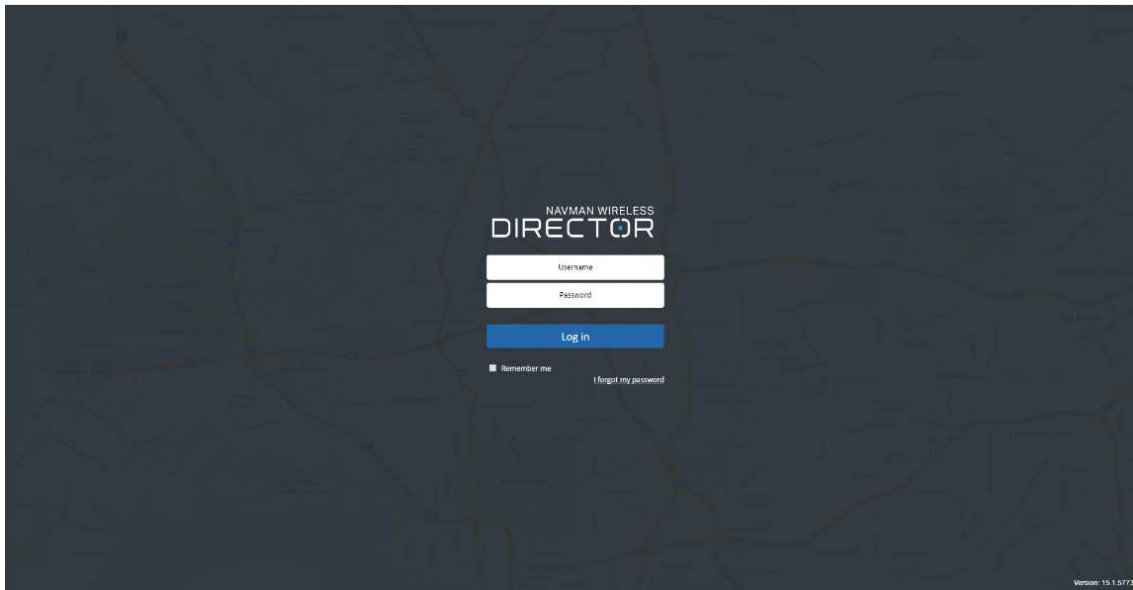 NAVMAN WIRELESS
DIRECTOR
Username
Password
Log in
Remember me
I forgot my password
Version: 15.1.5773